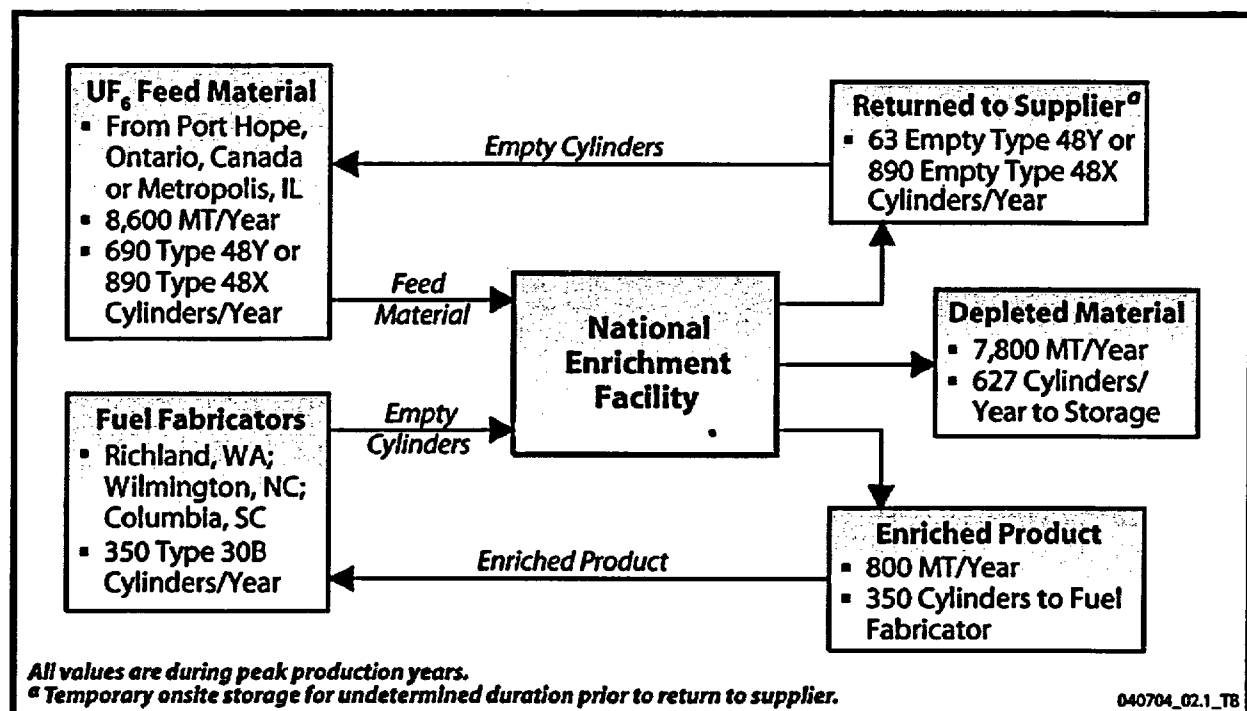 UF₆ Feed Material
▪ From Port Hope,
Ontario, Canada
or Metropolis, IL
▪ 8,600 MT/Year
▪ 690 Type 48Y or
890 Type 48X
Cylinders/Year
Empty Cylinders
Returned to Supplierᵃ
▪ 63 Empty Type 48Y or
890 Empty Type 48X
Cylinders/Year
Feed
Material
National
Enrichment
Facility
Depleted Material
▪ 7,800 MT/Year
▪ 627 Cylinders/
Year to Storage
Fuel Fabricators
▪ Richland, WA;
Wilmington, NC;
Columbia, SC
▪ 350 Type 30B
Cylinders/Year
Empty
Cylinders
Enriched Product
Enriched Product
▪ 800 MT/Year
▪ 350 Cylinders to Fuel
Fabricator
All values are during peak production years.
ᵃ Temporary onsite storage for undetermined duration prior to return to supplier.
040704_02.1_TB